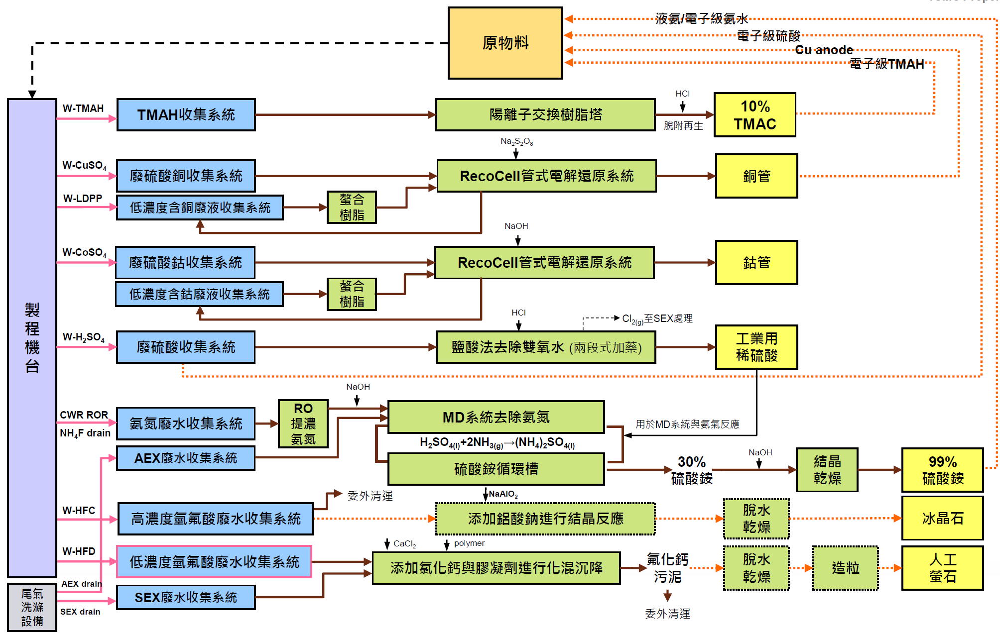 原物料
液氨/電子級氨水
電子級硫酸
Cu anode
電子級TMAH
製程機台
W-TMAH
TMAH收集系統
陽離子交換樹脂塔
HCl
脫附再生
10%
TMAC
W-CuSO4
廢硫酸銅收集系統
Na2S2O8
RecoCell管式電解還原系統
銅管
W-LDPP
低濃度含銅廢液收集系統
螯合
樹脂
W-CoSO4
廢硫酸鈷收集系統
NaOH
RecoCell管式電解還原系統
鈷管
低濃度含鈷廢液收集系統
螯合
樹脂
W-H2SO4
廢硫酸收集系統
HCl
鹽酸法去除雙氧水 (兩段式加藥)
Cl2(g)至SEX處理
工業用
稀硫酸
CWR ROR
NH4F drain
氨氮廢水收集系統
RO
提濃
氨氮
NaOH
MD系統去除氨氮
用於MD系統與氨氣反應
H2SO4(l)+2NH3(g)→(NH4)2SO4(l)
AEX廢水收集系統
硫酸銨循環槽
30%
硫酸銨
NaOH
結晶
乾燥
99%
硫酸銨
委外清運
W-HFC
高濃度氫氟酸廢水收集系統
NaAlO2
添加鋁酸鈉進行結晶反應
脫水
乾燥
冰晶石
W-HFD
低濃度氫氟酸廢水收集系統
CaCl2
polymer
添加氯化鈣與膠凝劑進行化混沉降
氟化鈣
污泥
脫水
乾燥
造粒
人工
螢石
委外清運
尾氣
洗滌
設備
AEX drain
SEX drain
SEX廢水收集系統